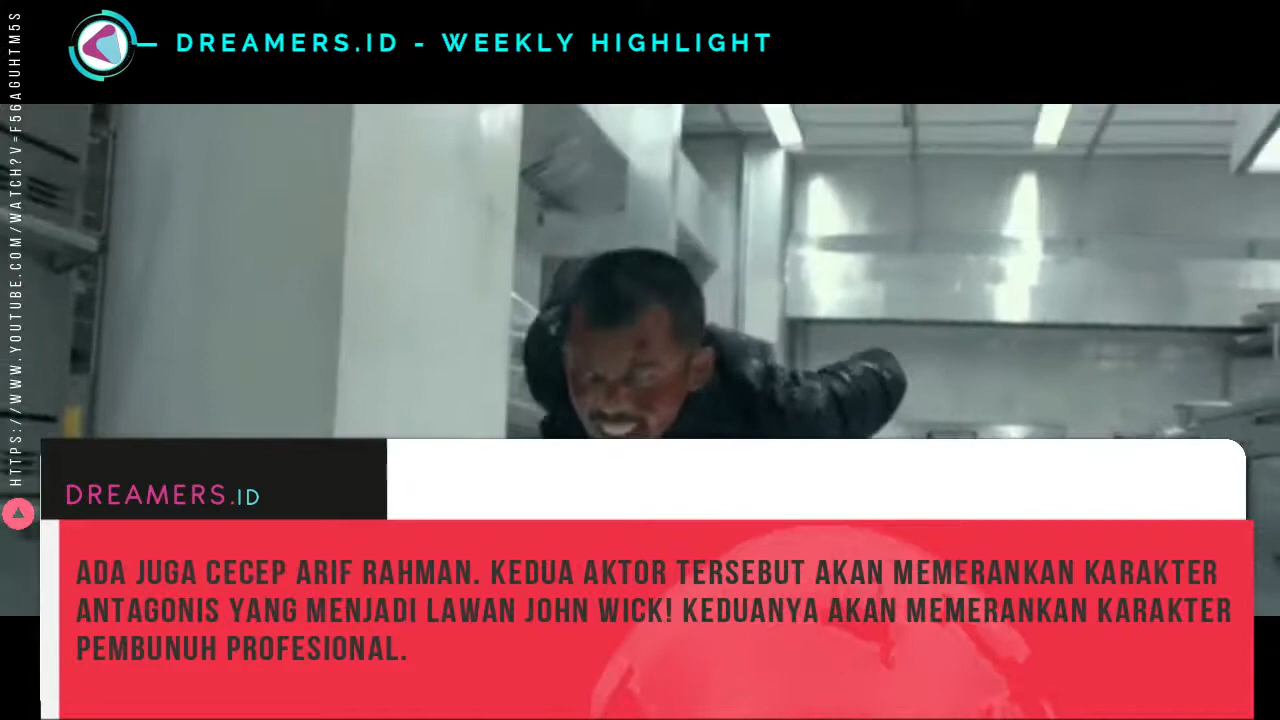 DREAMERS.ID - WEEKLY HIGHLIGHT
HTTPS://WWW.YOUTUBE.COM/WATCH?V=F56AGUHTM5S
DREAMERS.ID
ADA JUGA CECEP ARIF RAHMAN. KEDUA AKTOR TERSEBUT AKAN MEMERANKAN KARAKTER
ANTAGONIS YANG MENJADI LAWAN JOHN WICK! KEDUANYA AKAN MEMERANKAN KARAKTER
PEMBUNUH PROFESIONAL.